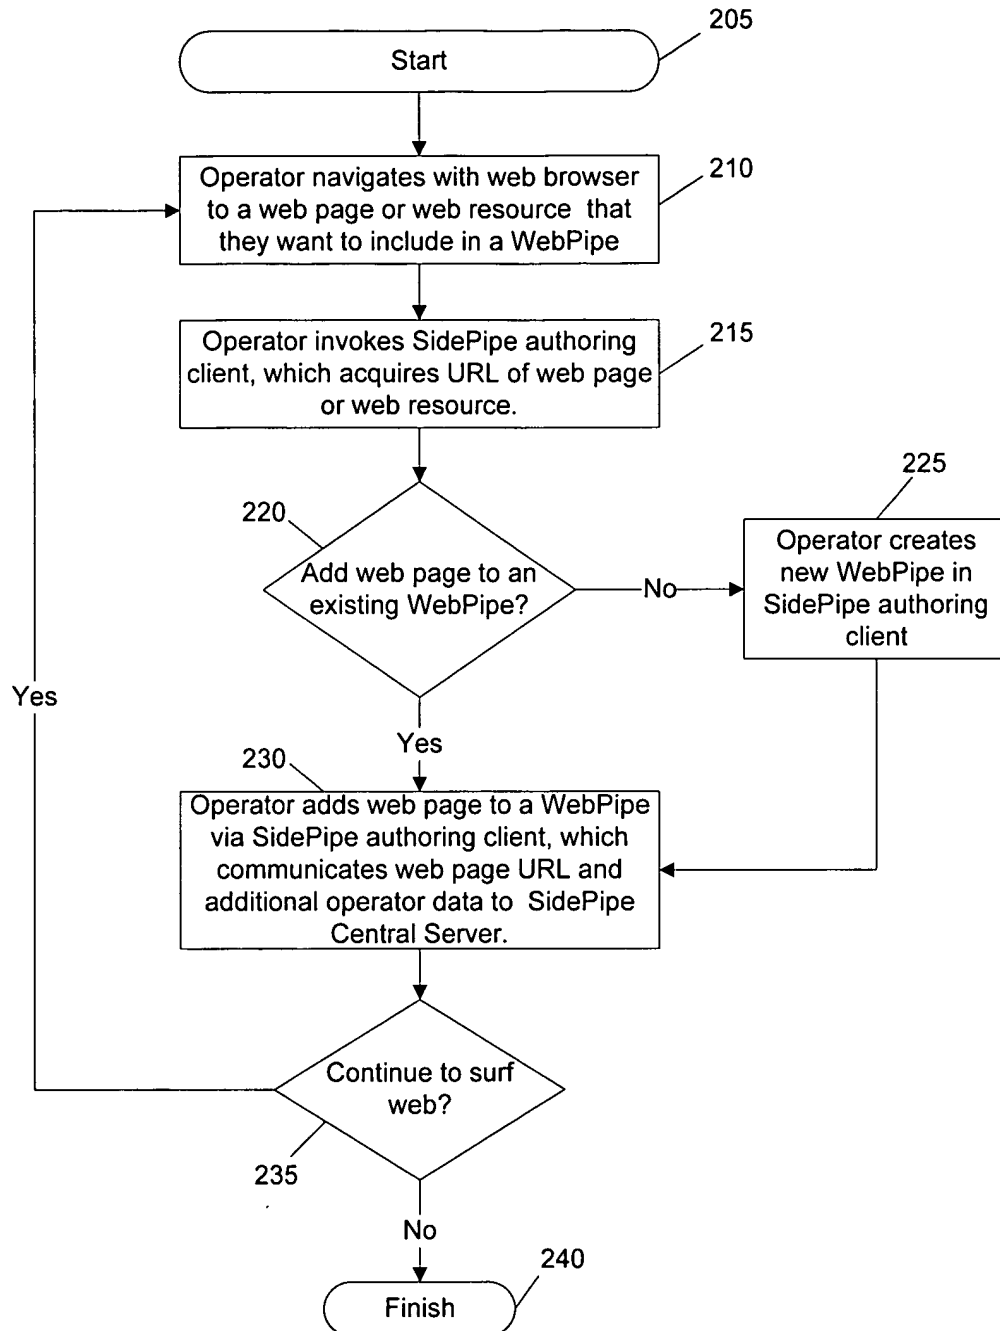 205
Start
210
Operator navigates with web browser
to a web page or web resource that
they want to include in a WebPipe
215
Operator invokes SidePipe authoring
client, which acquires URL of web page
or web resource.
220
Add web page to an
existing WebPipe?
No
225
Operator creates
new WebPipe in
SidePipe authoring
client
Yes
Yes
230
Operator adds web page to a WebPipe
via SidePipe authoring client, which
communicates web page URL and
additional operator data to SidePipe
Central Server.
Continue to surf
web?
235
No
240
Finish